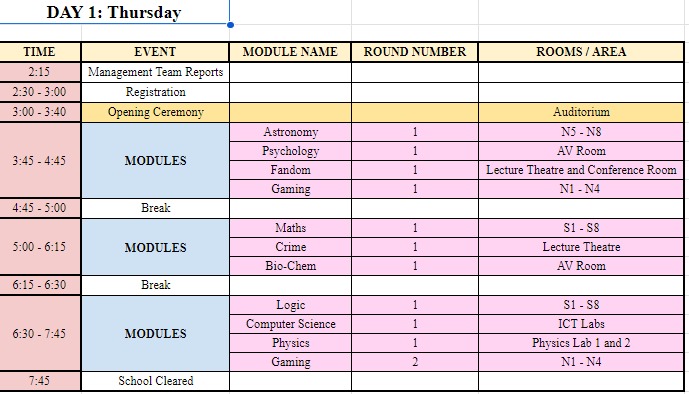 DAY 1: Thursday
TIME EVENT MODULE NAME ROUND NUMBER ROOMS / AREA
2:15 Management Team Reports
2:30 - 3:00 Registration
3:00 - 3:40 Opening Ceremony Auditorium
3:45 - 4:45 MODULES Astronomy 1 N5 - N8
Psychology 1 AV Room
Fandom 1 Lecture Theatre and Conference Room
Gaming 1 N1 - N4
4:45 - 5:00 Break
5:00 - 6:15 MODULES Maths 1 S1 - S8
Crime 1 Lecture Theatre
Bio-Chem 1 AV Room
6:15 - 6:30 Break
6:30 - 7:45 MODULES Logic 1 S1 - S8
Computer Science 1 ICT Labs
Physics 1 Physics Lab 1 and 2
Gaming 2 N1 - N4
7:45 School Cleared